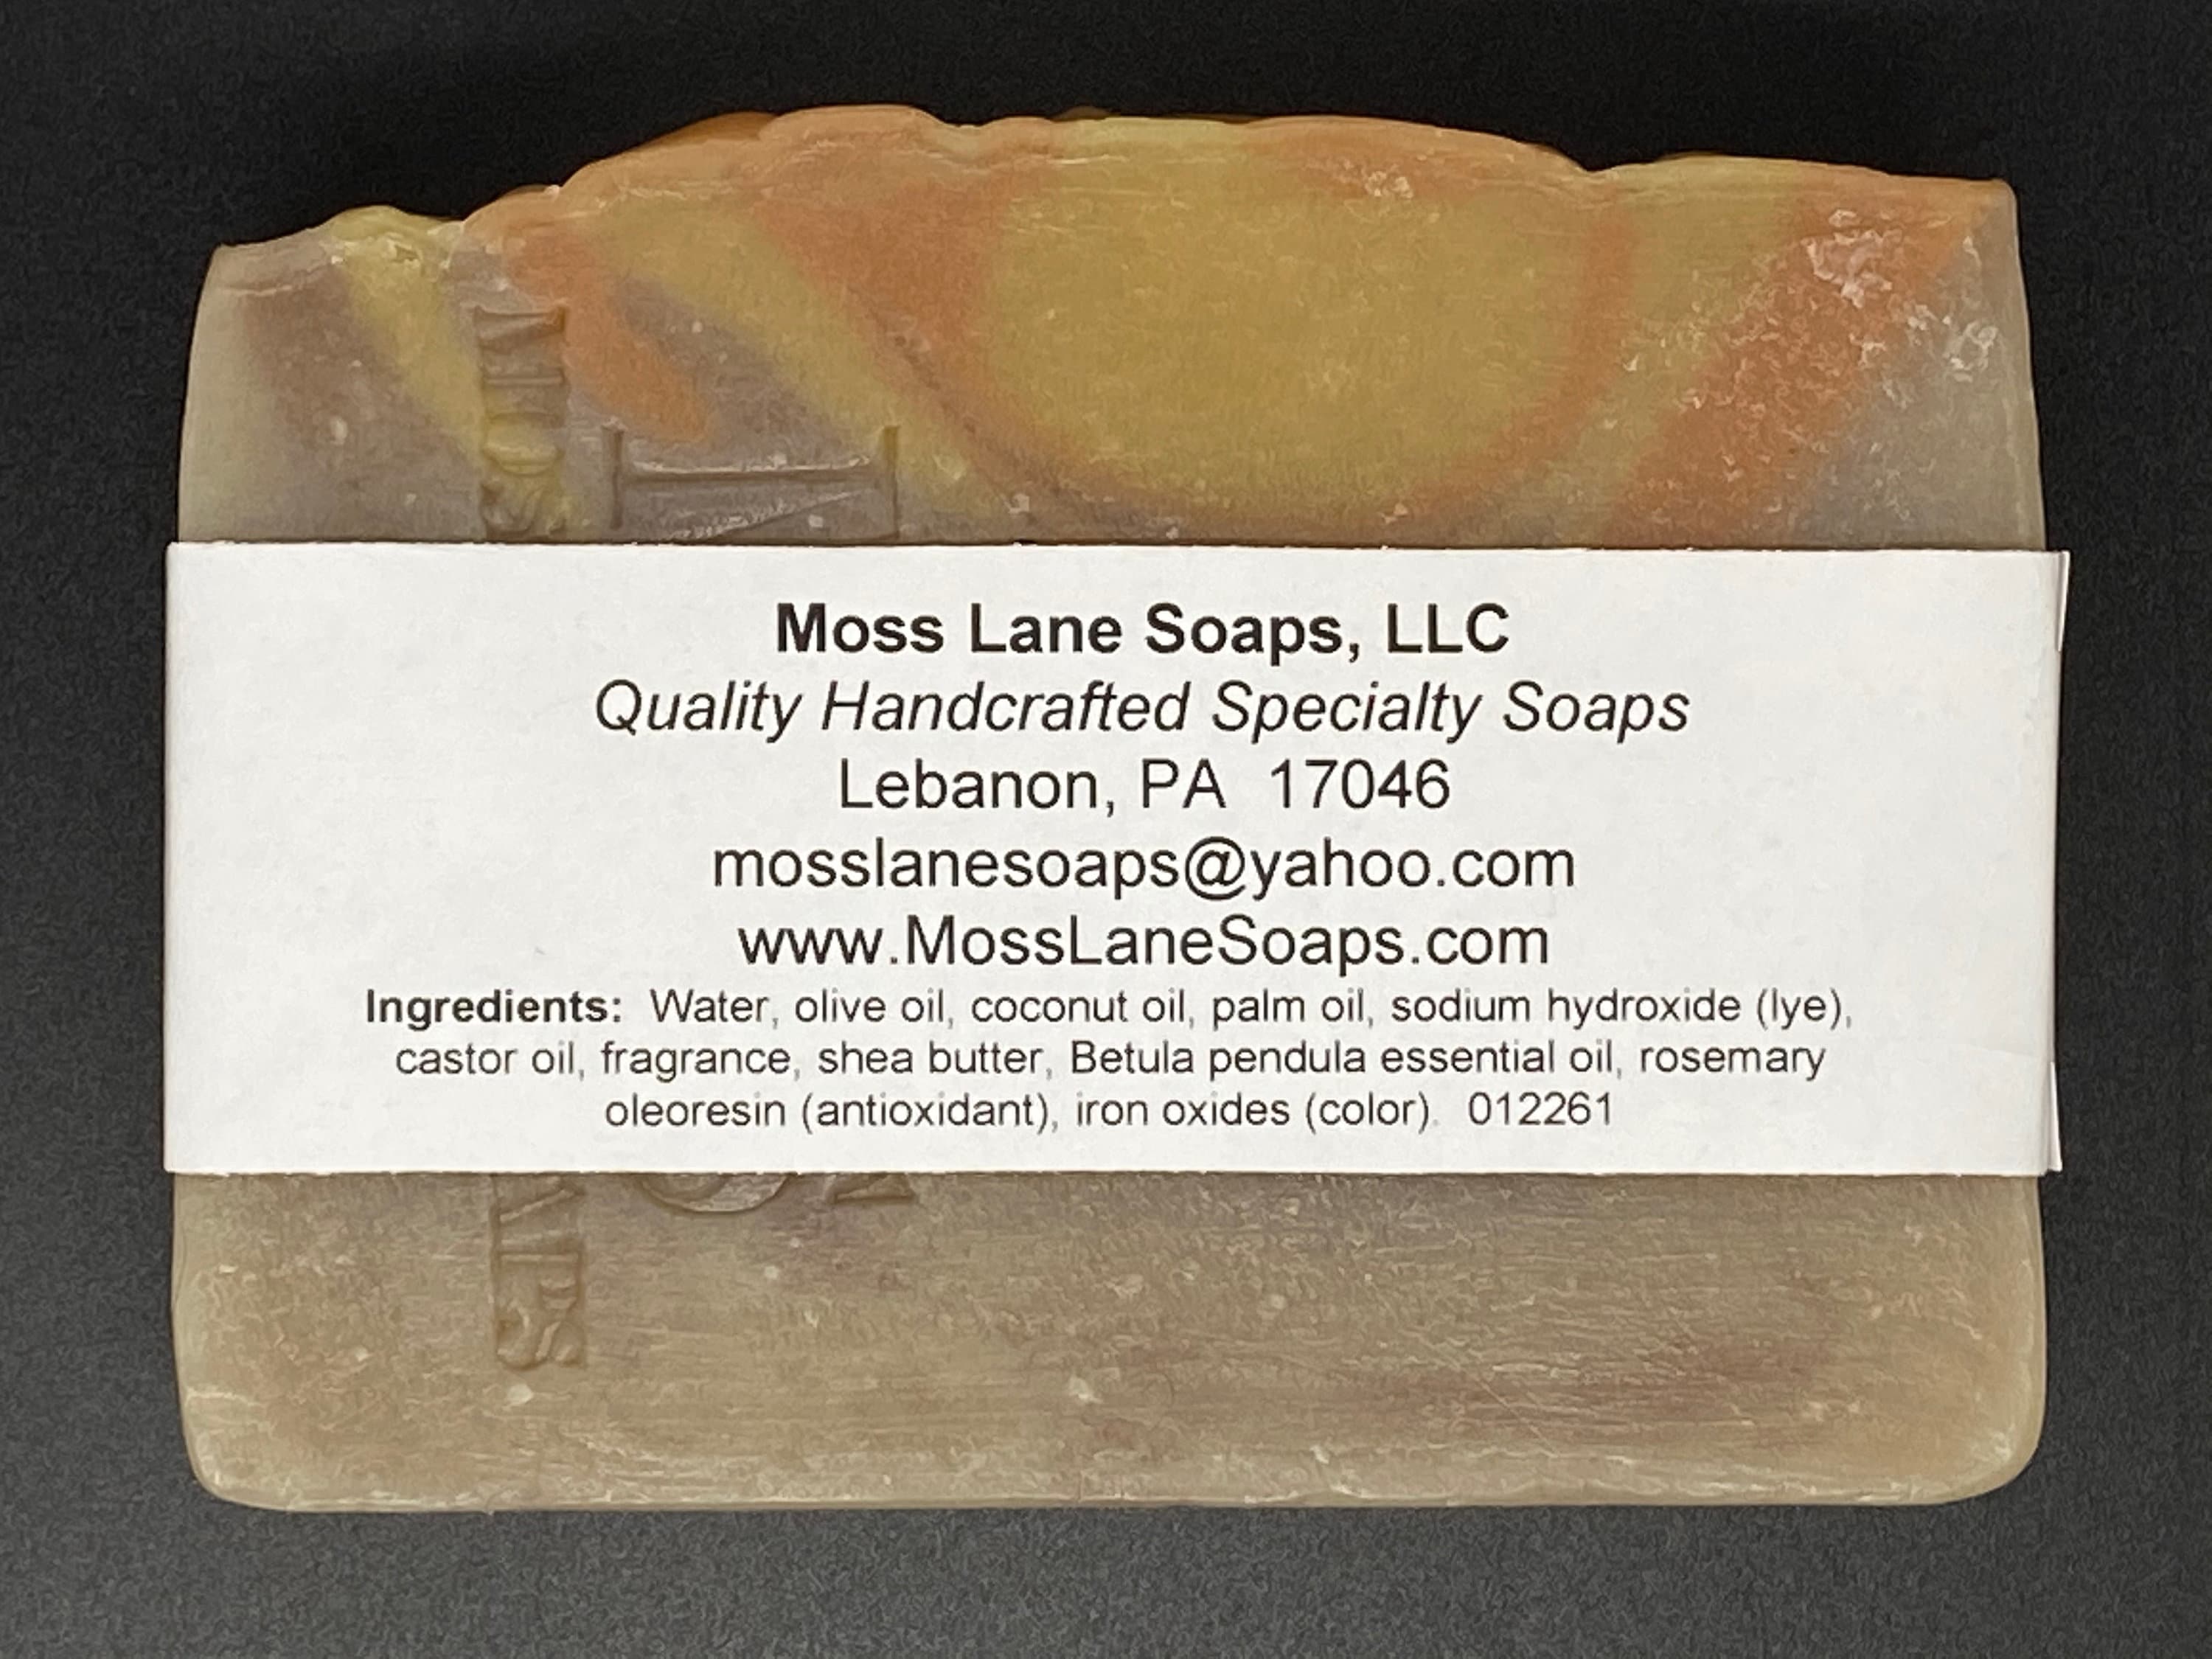 Moss Lane Soaps, LLC
Quality Handcrafted Specialty Soaps
Lebanon, PA  17046
mosslanesoaps@yahoo.com
www.MossLaneSoaps.com
Ingredients:  Water, olive oil, coconut oil, palm oil, sodium hydroxide (lye),
castor oil, fragrance, shea butter, Betula pendula essential oil, rosemary
oleoresin (antioxidant), iron oxides (color).  012261